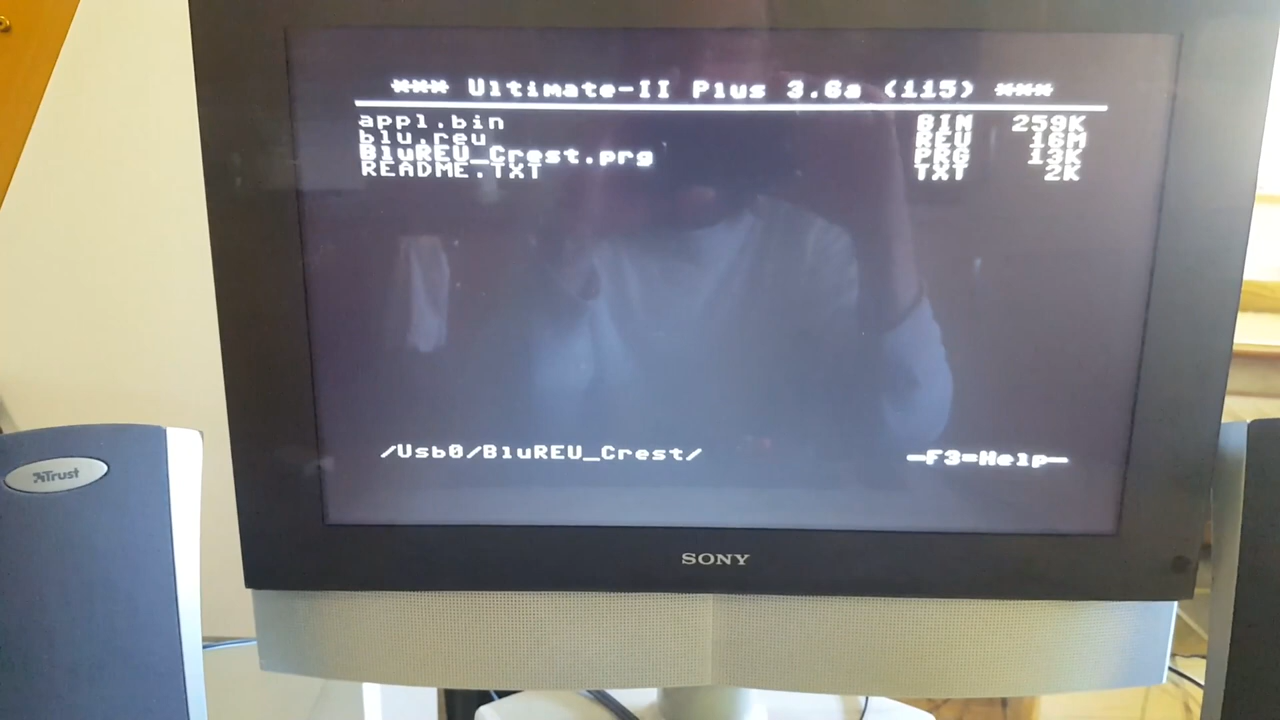 *** Ultimate-II Plus 3.6a (115) ***
appl.bin BIN 259K
blu.reu REU 16M
BluREU_Crest.prg PRG 13K
README.TXT TXT 2K
/Usb0/BluREU_Crest/ —F3=Help—
Trust
SONY